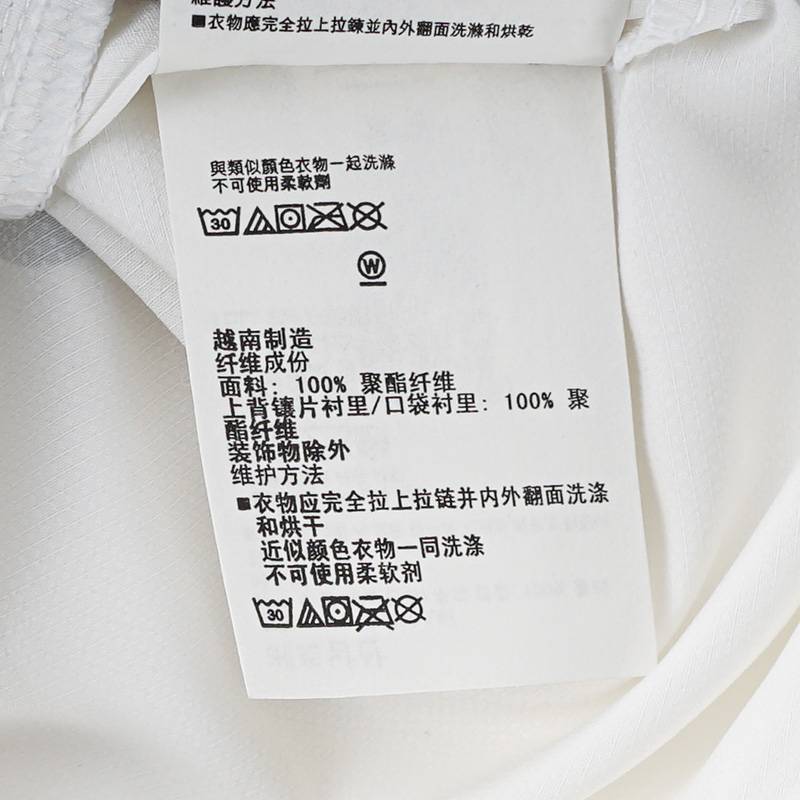 維護方法
■衣物應完全拉上拉鍊並內外翻面洗滌和烘乾
與類似顏色衣物一起洗滌
不可使用柔軟劑
30
W
越南制造
纤维成份
面料: 100% 聚酯纤维
上背镶片衬里/口袋衬里: 100% 聚
酯纤维
装饰物除外
维护方法
■衣物应完全拉上拉链并内外翻面洗涤
和烘干
近似颜色衣物一同洗涤
不可使用柔软剂
30